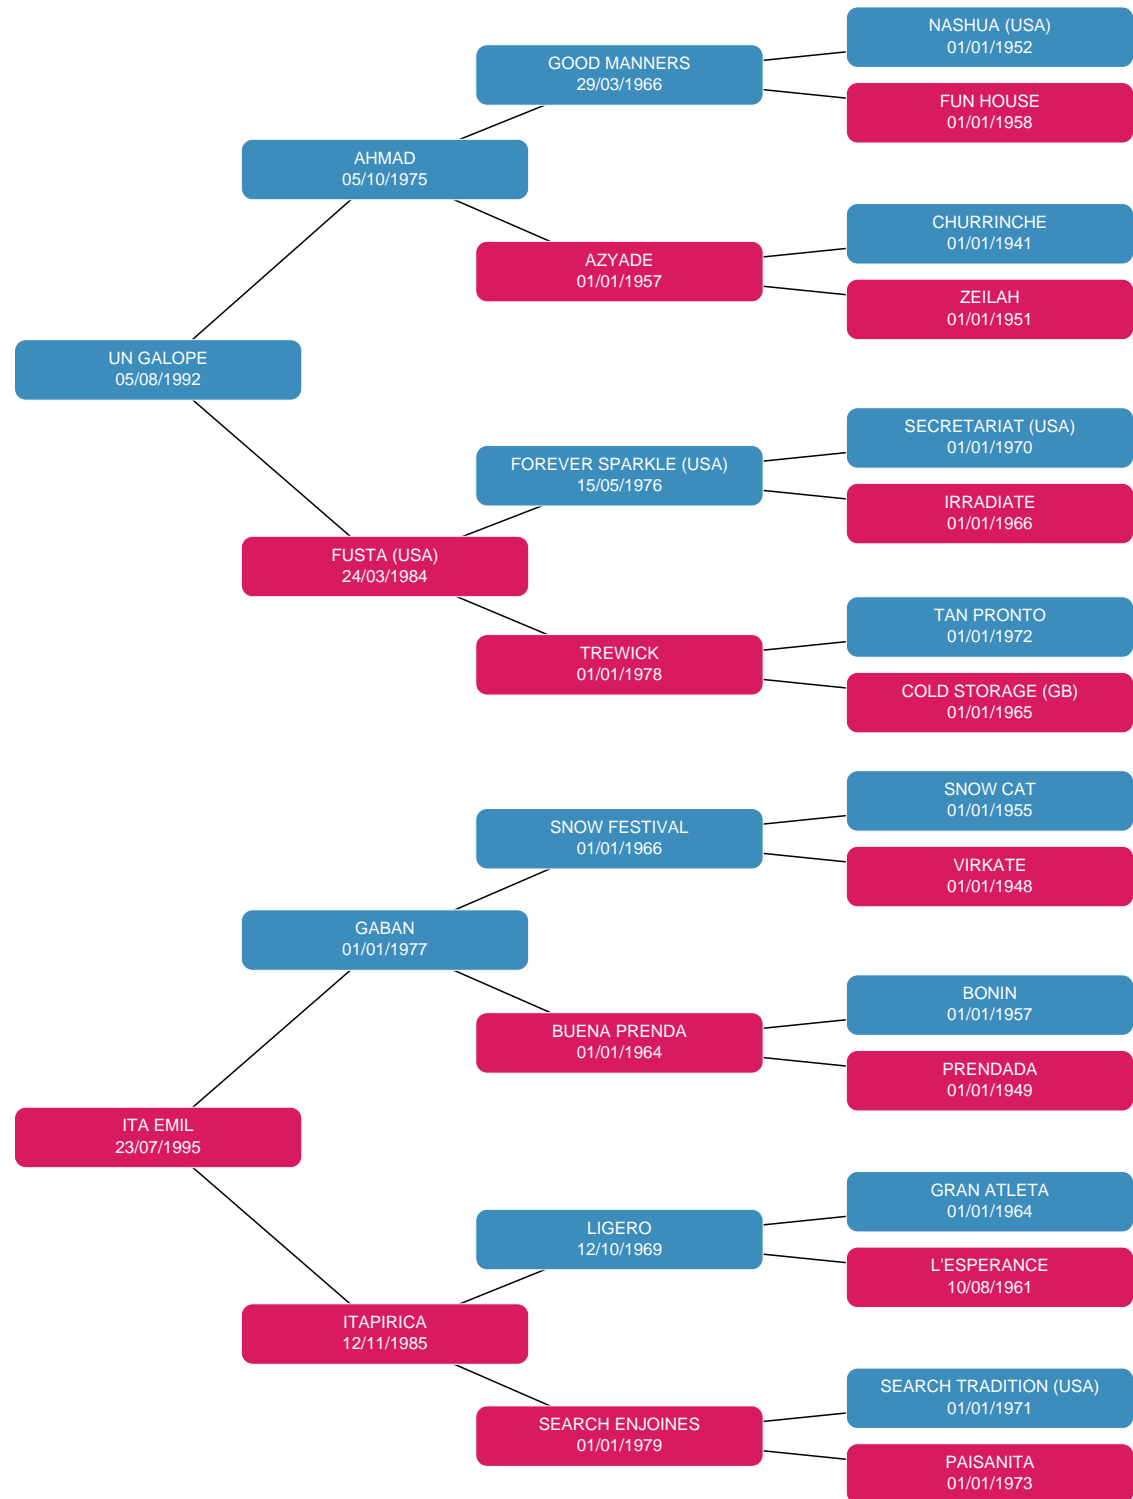 NASHUA (USA)
01/01/1952
GOOD MANNERS
29/03/1966
FUN HOUSE
01/01/1958
AHMAD
05/10/1975
CHURRINCHE
01/01/1941
AZYADE
01/01/1957
ZEILAH
01/01/1951
UN GALOPE
05/08/1992
SECRETARIAT (USA)
01/01/1970
FOREVER SPARKLE (USA)
15/05/1976
IRRADIATE
01/01/1966
FUSTA (USA)
24/03/1984
TAN PRONTO
01/01/1972
TREWICK
01/01/1978
COLD STORAGE (GB)
01/01/1965
SNOW CAT
01/01/1955
SNOW FESTIVAL
01/01/1966
VIRKATE
01/01/1948
GABAN
01/01/1977
BONIN
01/01/1957
BUENA PRENDA
01/01/1964
PRENDADA
01/01/1949
ITA EMIL
23/07/1995
GRAN ATLETA
01/01/1964
LIGERO
12/10/1969
L'ESPERANCE
10/08/1961
ITAPIRICA
12/11/1985
SEARCH TRADITION (USA)
01/01/1971
SEARCH ENJOINES
01/01/1979
PAISANITA
01/01/1973